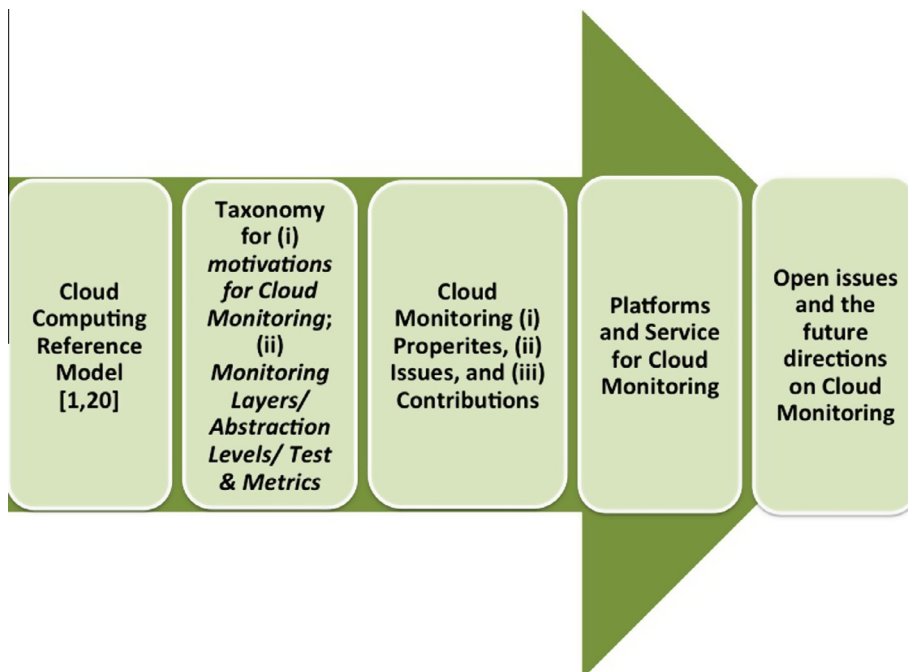 Cloud
Computing
Reference
Model
[1,20]
Taxonomy
for (i)
motivations
for Cloud
Monitoring;
(ii)
Monitoring
Layers/
Abstraction
Levels/ Test
& Metrics
Cloud
Monitoring (i)
Properites, (ii)
Issues, and (iii)
Contributions
Platforms
and Service
for Cloud
Monitoring
Open issues
and the
future
directions
on Cloud
Monitoring